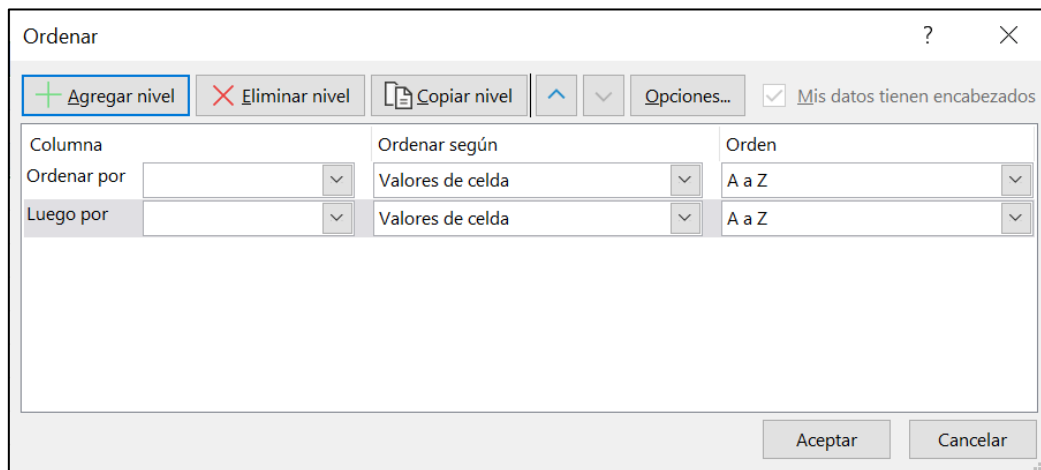 Ordenar ?
Agregar nivel Eliminar nivel Copiar nivel Opciones... Mis datos tienen encabezados
Columna Ordenar según Orden
Ordenar por Valores de celda A a Z
Luego por Valores de celda A a Z
Aceptar Cancelar